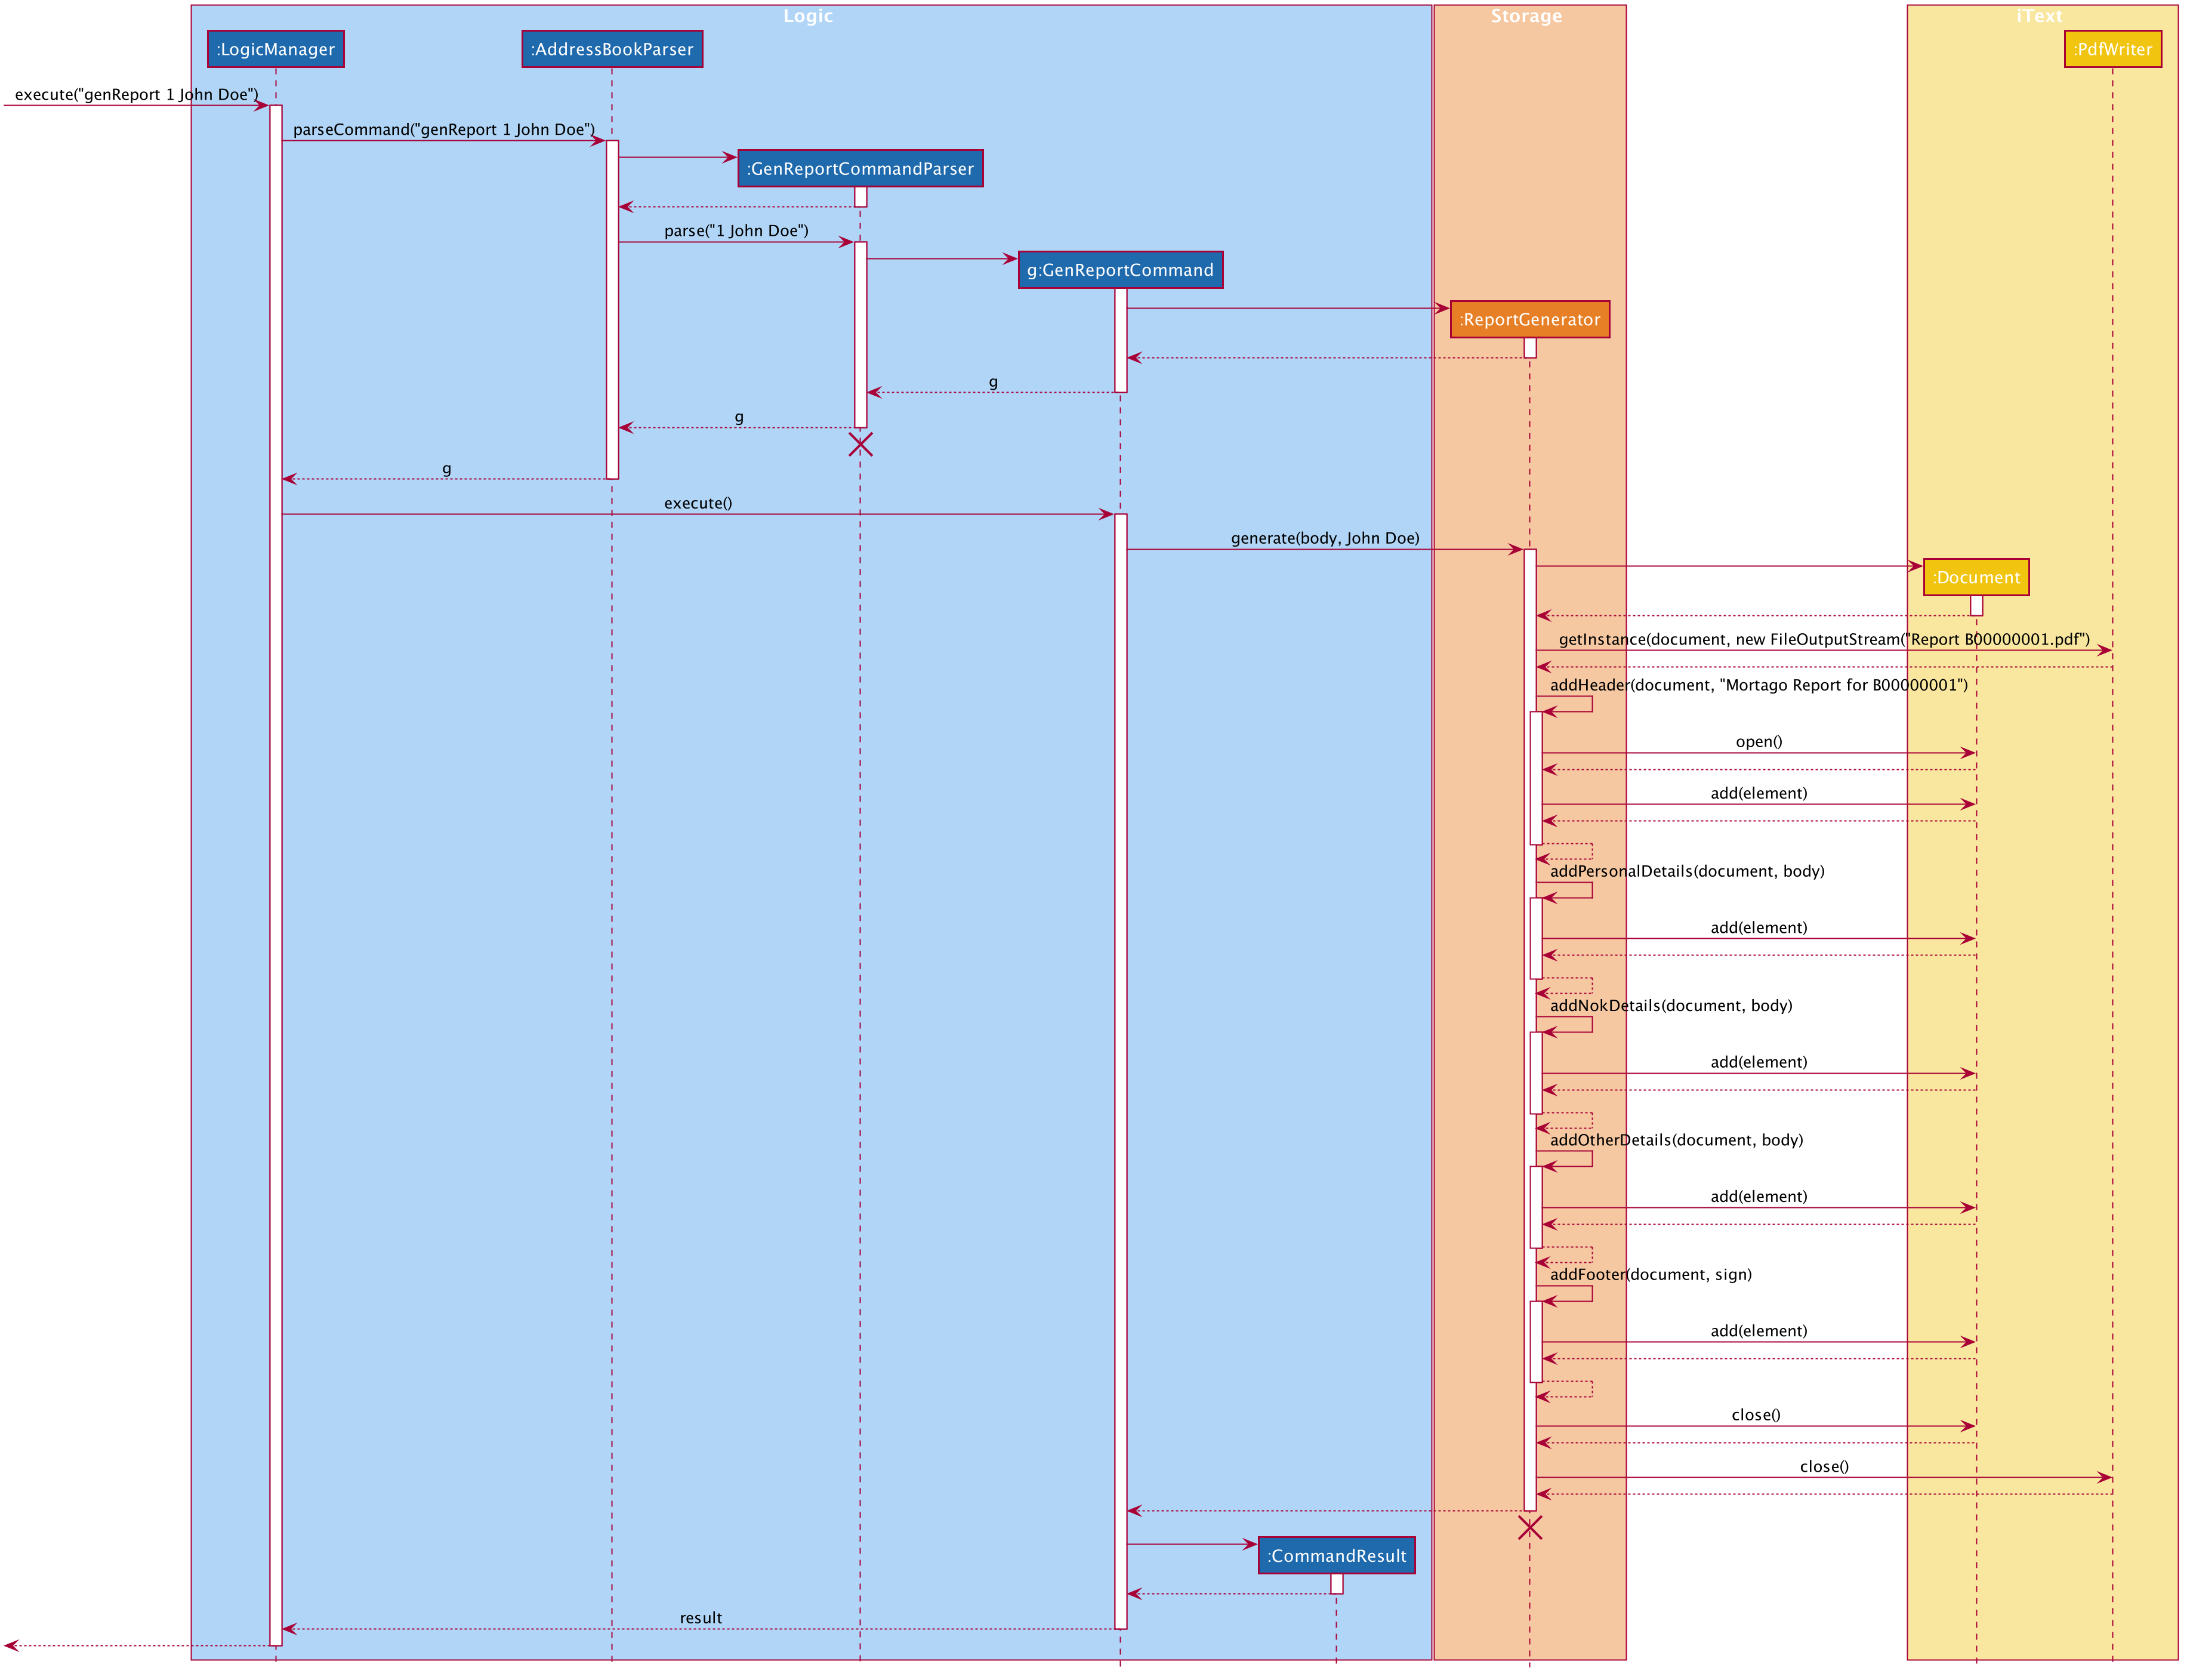 Logic
Storage
iText
:LogicManager
:AddressBookParser
:PdfWriter
execute("genReport 1 John Doe")
parseCommand("genReport 1 John Doe")
:GenReportCommandParser
parse("1 John Doe")
g:GenReportCommand
:ReportGenerator
g
g
g
execute()
generate(body, John Doe)
:Document
getInstance(document, new FileOutputStream("Report B00000001.pdf")
addHeader(document, "Mortago Report for B00000001")
open()
add(element)
addPersonalDetails(document, body)
add(element)
addNokDetails(document, body)
add(element)
addOtherDetails(document, body)
add(element)
addFooter(document, sign)
add(element)
close()
close()
:CommandResult
result